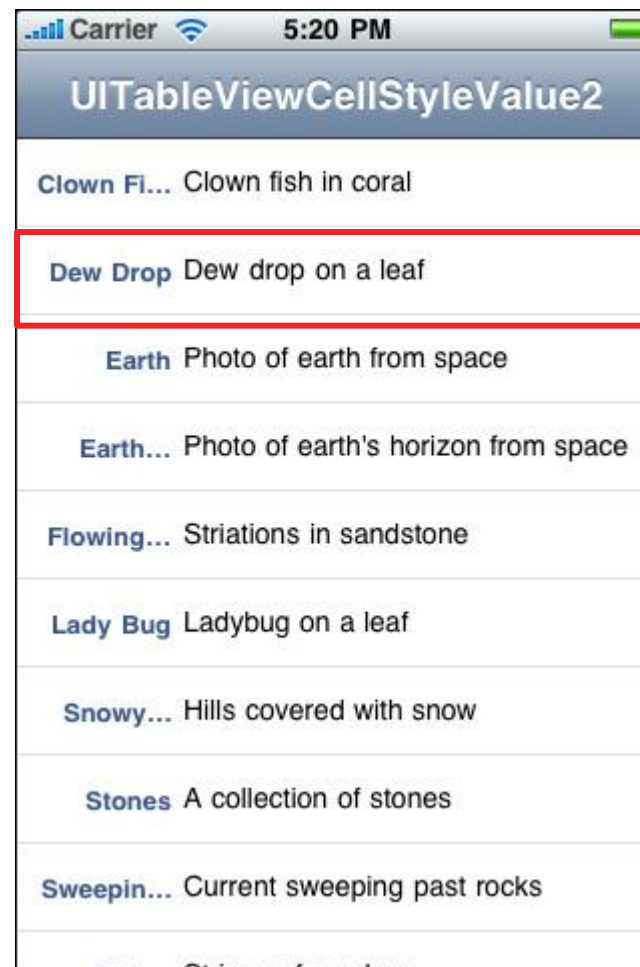 Carrier 5:20 PM
UITableViewCellStyleValue2
Clown Fi... Clown fish in coral
Dew Drop Dew drop on a leaf
Earth Photo of earth from space
Earth... Photo of earth's horizon from space
Flowing... Striations in sandstone
Lady Bug Ladybug on a leaf
Snowy... Hills covered with snow
Stones A collection of stones
Sweepin... Current sweeping past rocks